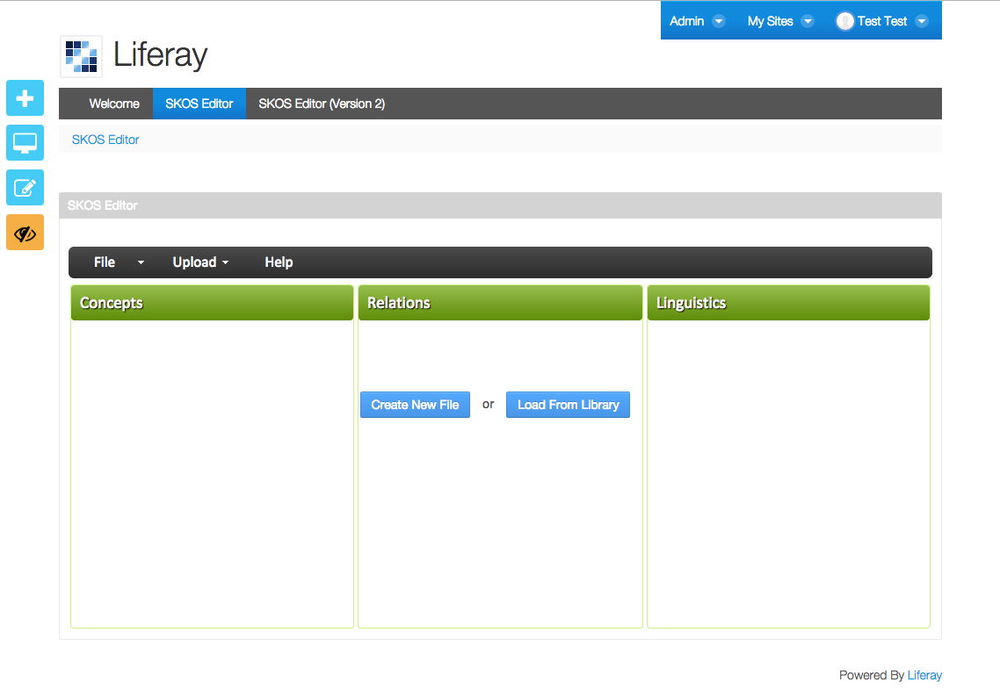 Admin My Sites Test Test
Liferay
Welcome SKOS Editor SKOS Editor (Version 2)
SKOS Editor
SKOS Editor
File Upload Help
Concepts Relations Linguistics
Create New File or Load From Library
Powered By Liferay